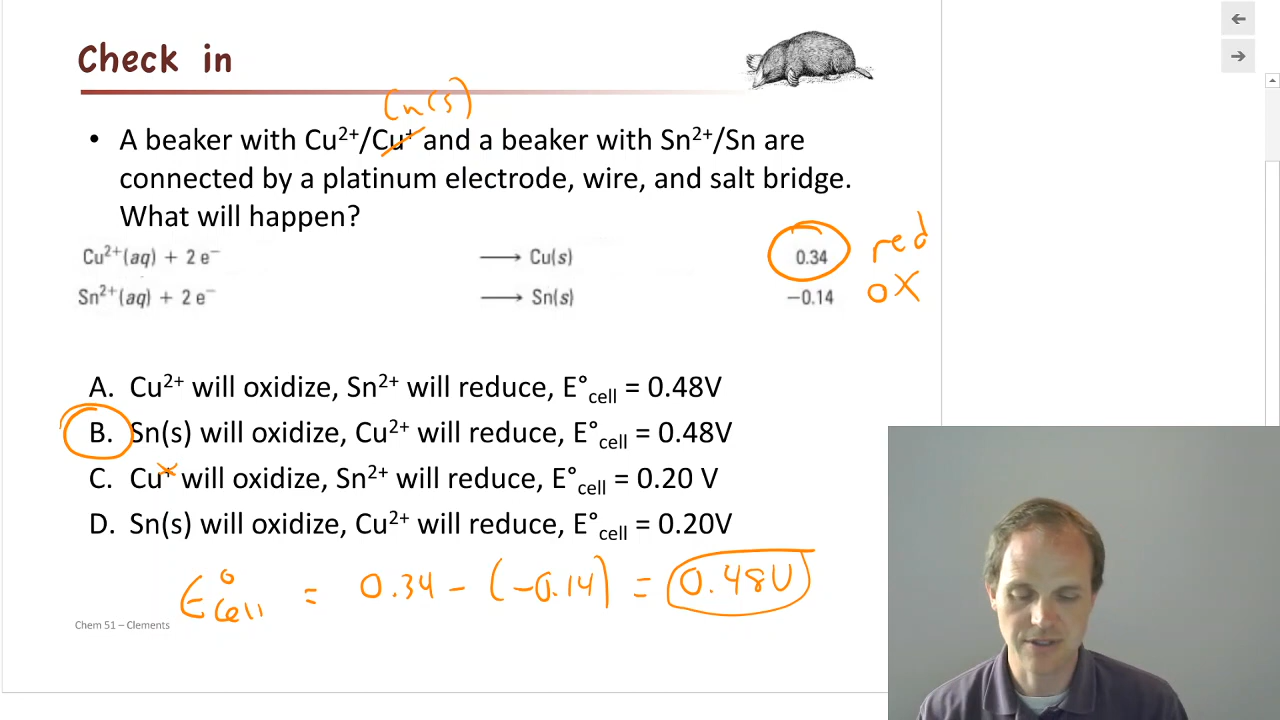 Check in
Cu(s)
• A beaker with Cu²⁺/Cu⁺ and a beaker with Sn²⁺/Sn are
connected by a platinum electrode, wire, and salt bridge.
What will happen?
Cu²⁺(aq) + 2 e⁻ ⟶ Cu(s) 0.34 red
Sn²⁺(aq) + 2 e⁻ ⟶ Sn(s) −0.14 ox
A. Cu²⁺ will oxidize, Sn²⁺ will reduce, E°cell = 0.48V
B. Sn(s) will oxidize, Cu²⁺ will reduce, E°cell = 0.48V
C. Cu⁺ will oxidize, Sn²⁺ will reduce, E°cell = 0.20 V
D. Sn(s) will oxidize, Cu²⁺ will reduce, E°cell = 0.20V
E°cell = 0.34 - (-0.14) = 0.48V
Chem 51 – Clements